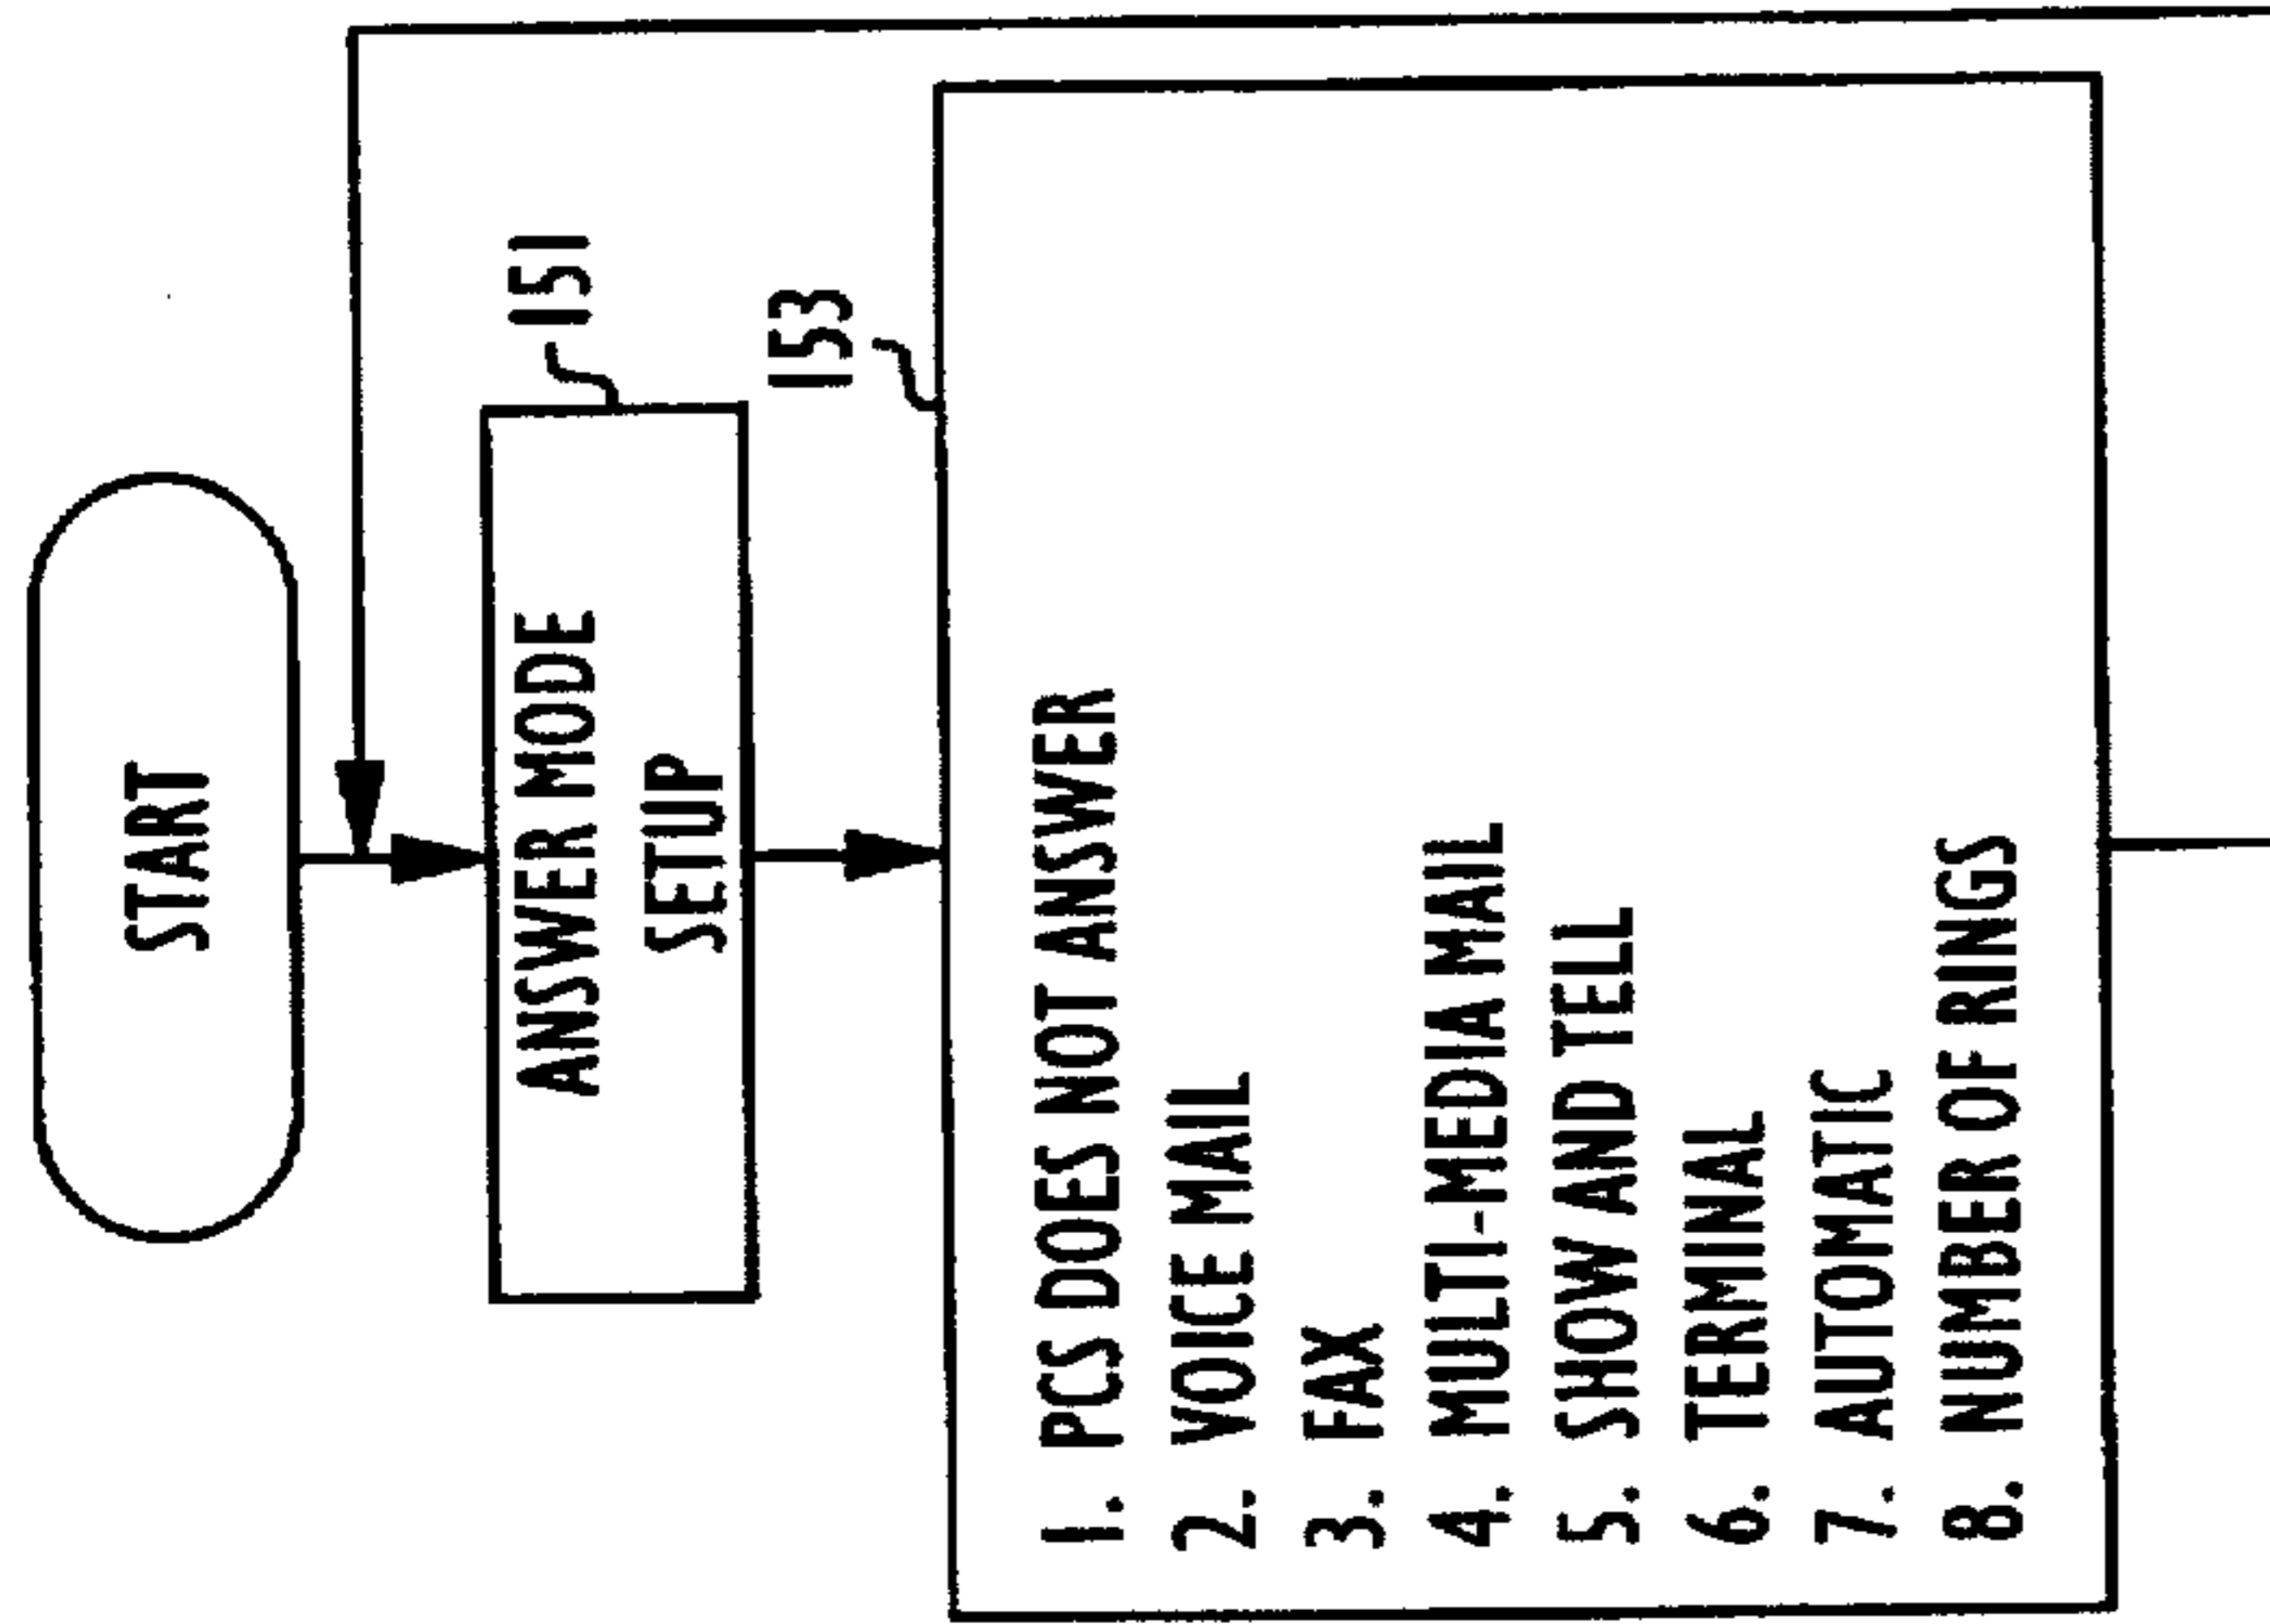 START
151
ANSWER MODE
SETUP
153
1. PCS DOES NOT ANSWER
2. VOICE MAIL
3. FAX
4. MULTI-MEDIA MAIL
5. SHOW AND TELL
6. TERMINAL
7. AUTOMATIC
8. NUMBER OF RINGS